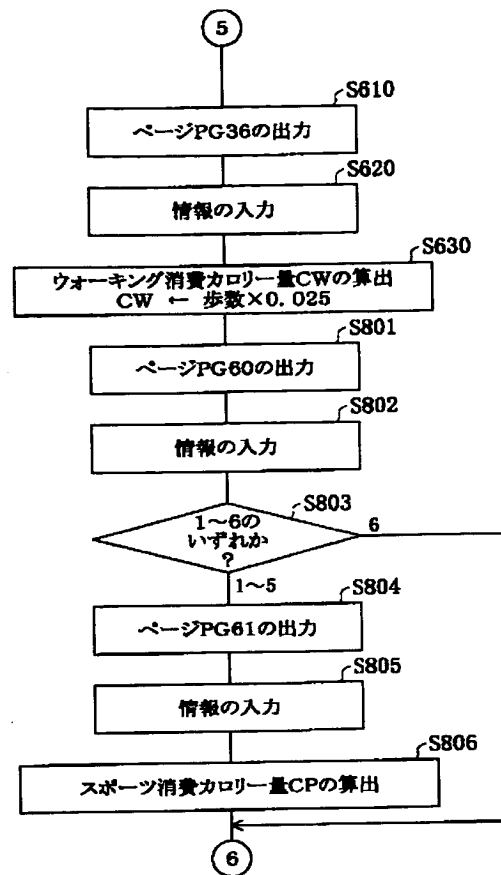 5
S610
ページPG36の出力
S620
情報の入力
S630
ウォーキング消費カロリー量CWの算出
CW ← 歩数×0.025
S801
ページPG60の出力
S802
情報の入力
S803
1〜6の
いずれか
?
6
1〜5
S804
ページPG61の出力
S805
情報の入力
S806
スポーツ消費カロリー量CPの算出
6